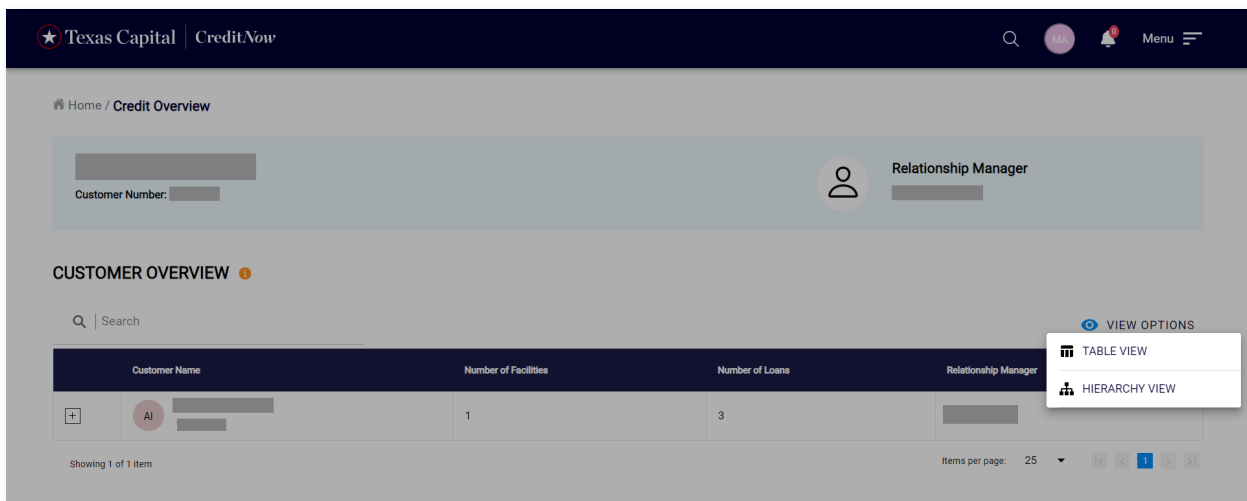 Texas Capital | CreditNow
MA
0
Menu
Home / Credit Overview
Customer Number:
Relationship Manager
CUSTOMER OVERVIEW
Search
VIEW OPTIONS
TABLE VIEW
HIERARCHY VIEW
Customer Name Number of Facilities Number of Loans Relationship Manager
AI 1 3
Showing 1 of 1 item
Items per page: 25 |< < 1 > >|